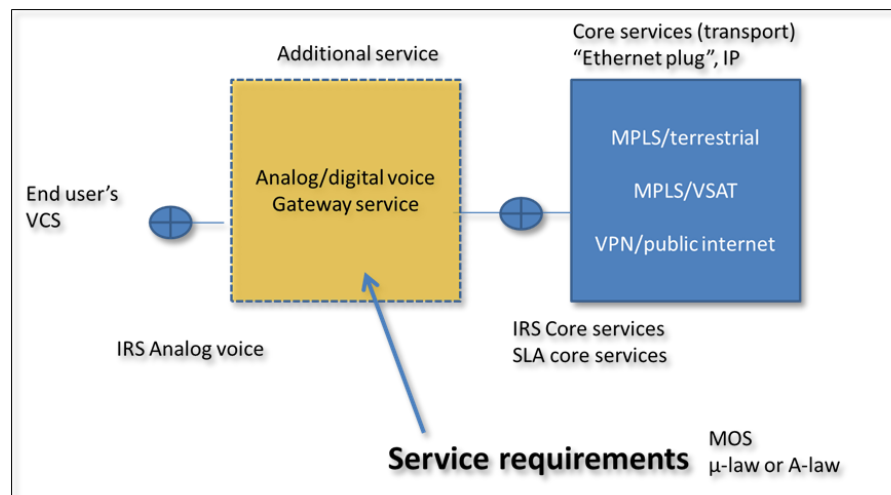 Additional service
Core services (transport)
“Ethernet plug”, IP
End user’s
VCS
Analog/digital voice
Gateway service
MPLS/terrestrial
MPLS/VSAT
VPN/public internet
IRS Analog voice
IRS Core services
SLA core services
Service requirements
MOS
µ-law or A-law